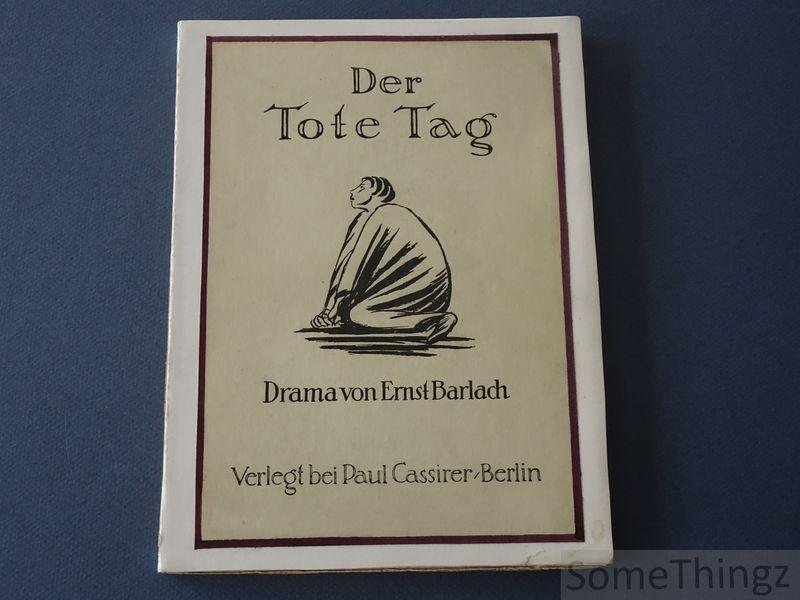 Der
Tote Tag
Drama von Ernst Barlach
Verlegt bei Paul Cassirer, Berlin
SomeThingz